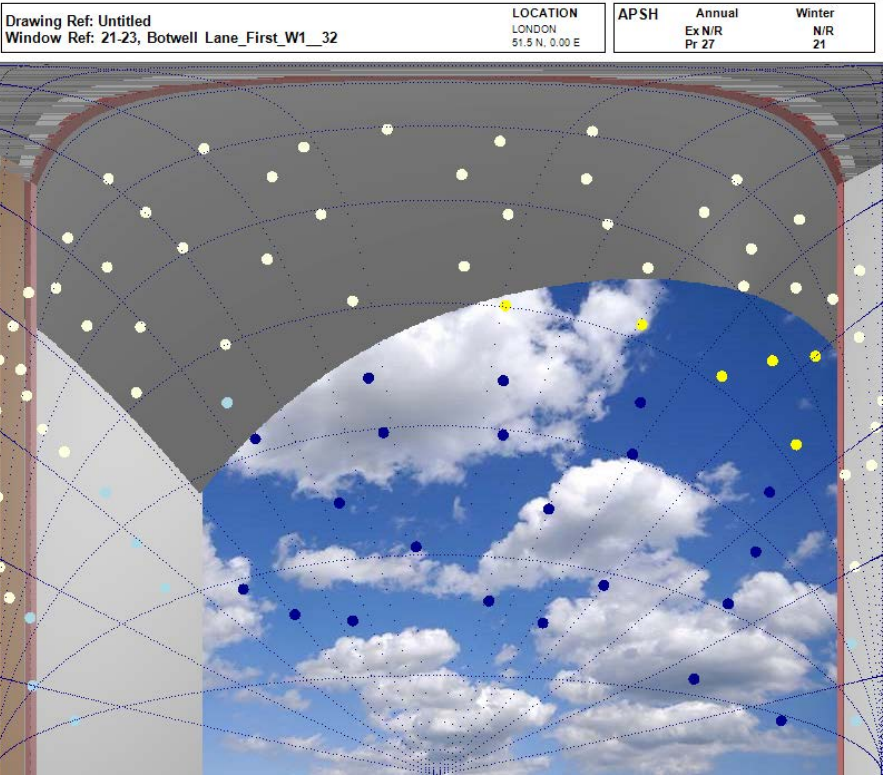 Drawing Ref: Untitled
Window Ref: 21-23, Botwell Lane_First_W1__32
LOCATION
LONDON
51.5 N, 0.00 E
APSH Annual Winter
Ex N/R N/R
Pr 27 21